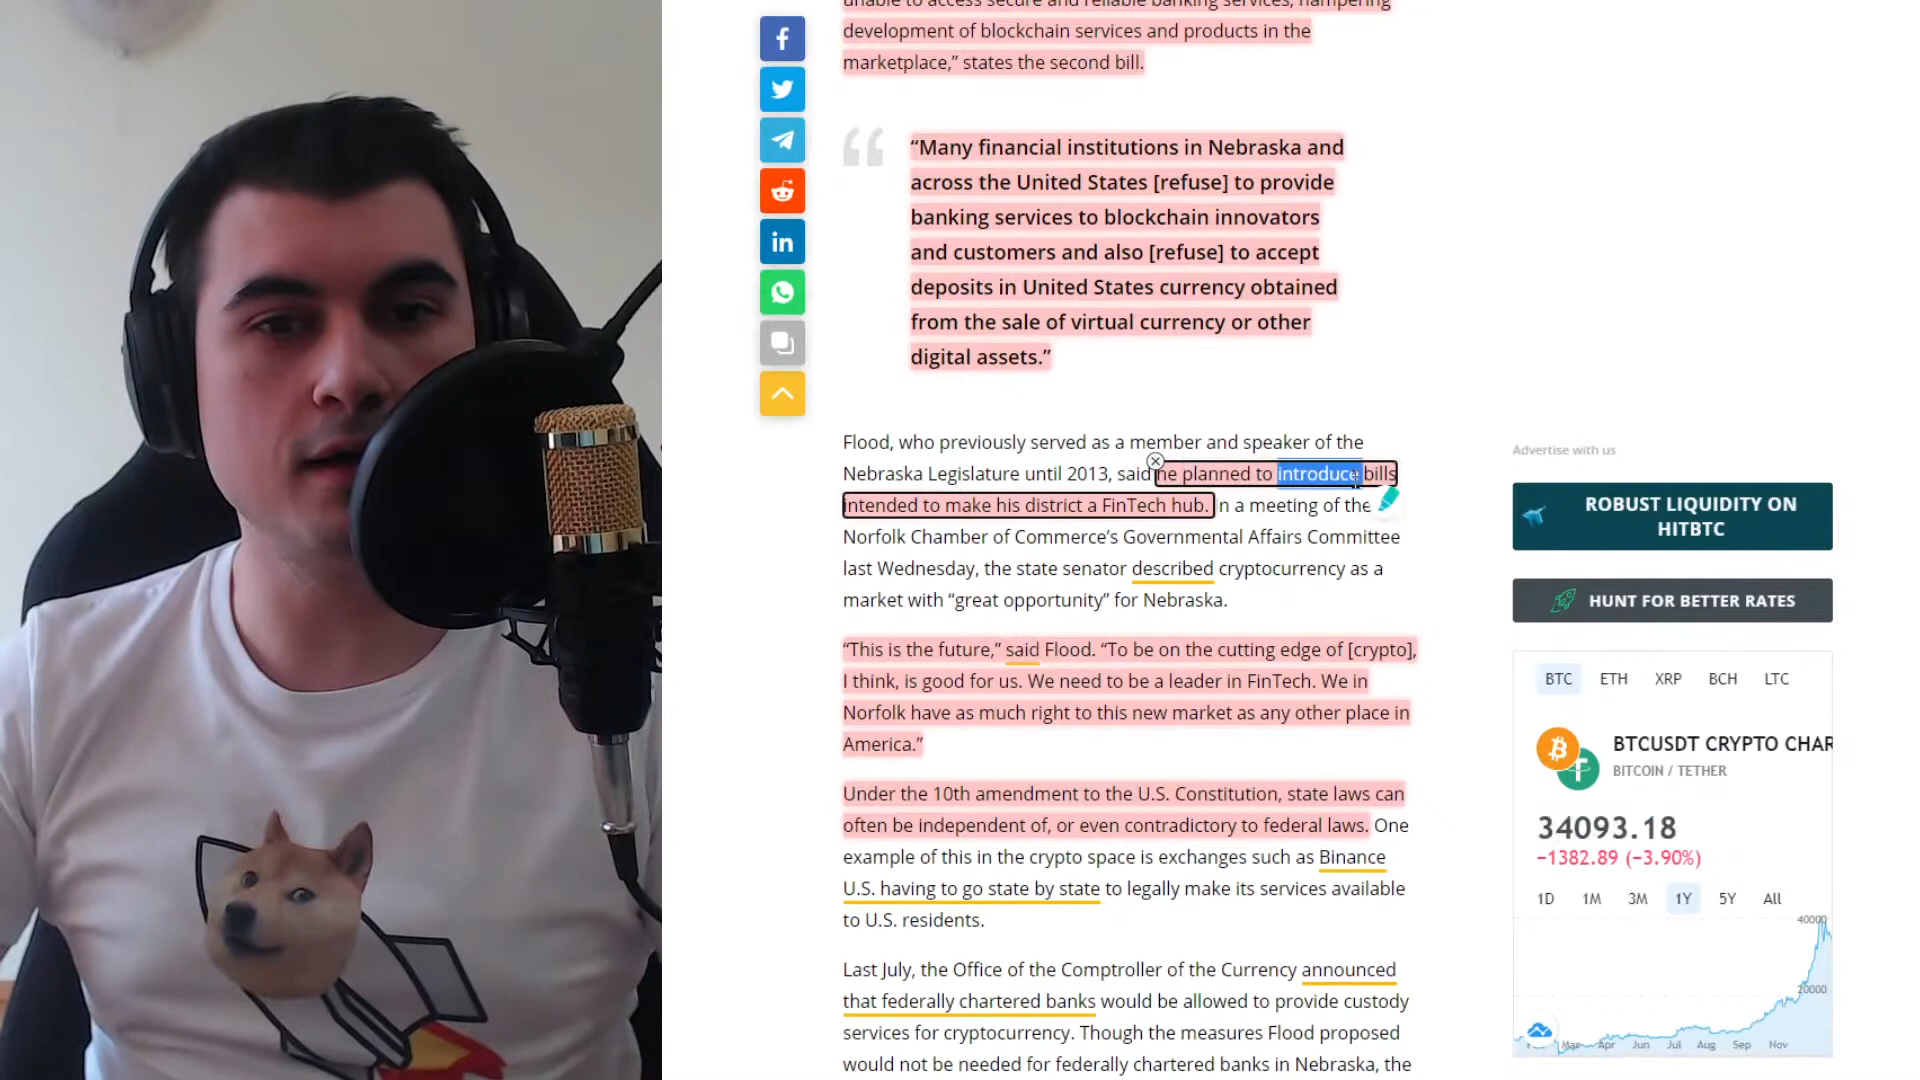 unable to access secure and reliable banking services, hampering
development of blockchain services and products in the
marketplace,” states the second bill.
“Many financial institutions in Nebraska and
across the United States [refuse] to provide
banking services to blockchain innovators
and customers and also [refuse] to accept
deposits in United States currency obtained
from the sale of virtual currency or other
digital assets.”
Flood, who previously served as a member and speaker of the
Nebraska Legislature until 2013, said he planned to introduce bills
intended to make his district a FinTech hub. In a meeting of the
Norfolk Chamber of Commerce’s Governmental Affairs Committee
last Wednesday, the state senator described cryptocurrency as a
market with “great opportunity” for Nebraska.
“This is the future,” said Flood. “To be on the cutting edge of [crypto],
I think, is good for us. We need to be a leader in FinTech. We in
Norfolk have as much right to this new market as any other place in
America.”
Under the 10th amendment to the U.S. Constitution, state laws can
often be independent of, or even contradictory to federal laws. One
example of this in the crypto space is exchanges such as Binance
U.S. having to go state by state to legally make its services available
to U.S. residents.
Last July, the Office of the Comptroller of the Currency announced
that federally chartered banks would be allowed to provide custody
services for cryptocurrency. Though the measures Flood proposed
would not be needed for federally chartered banks in Nebraska, the
Advertise with us
ROBUST LIQUIDITY ON
HITBTC
HUNT FOR BETTER RATES
BTC ETH XRP BCH LTC
BTCUSDT CRYPTO CHAR
BITCOIN / TETHER
34093.18
−1382.89 (−3.90%)
1D 1M 3M 1Y 5Y All
40000
20000
Mar Apr Jun Jul Aug Sep Nov